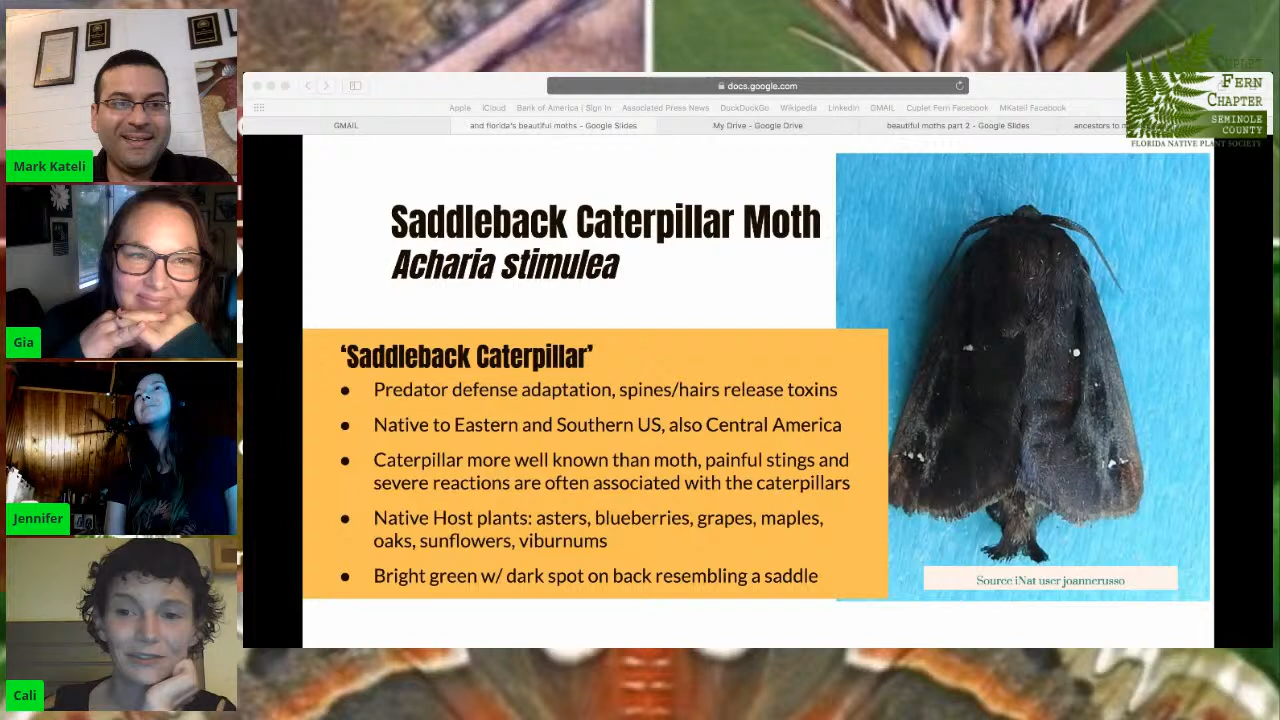 Mark Kateli
Gia
Jennifer
Cali
docs.google.com
Apple iCloud Bank of America | Sign In Associated Press News DuckDuckGo Wikipedia LinkedIn GMAIL Cuplet Fern Facebook MKateli Facebook
GMAIL and florida's beautiful moths - Google Slides My Drive - Google Drive beautiful moths part 2 - Google Slides ancestors to
CUPLET
FERN
CHAPTER
SEMINOLE
COUNTY
FLORIDA NATIVE PLANT SOCIETY
Saddleback Caterpillar Moth
Acharia stimulea
‘Saddleback Caterpillar’
● Predator defense adaptation, spines/hairs release toxins
● Native to Eastern and Southern US, also Central America
● Caterpillar more well known than moth, painful stings and
severe reactions are often associated with the caterpillars
● Native Host plants: asters, blueberries, grapes, maples,
oaks, sunflowers, viburnums
● Bright green w/ dark spot on back resembling a saddle
Source iNat user joannerusso